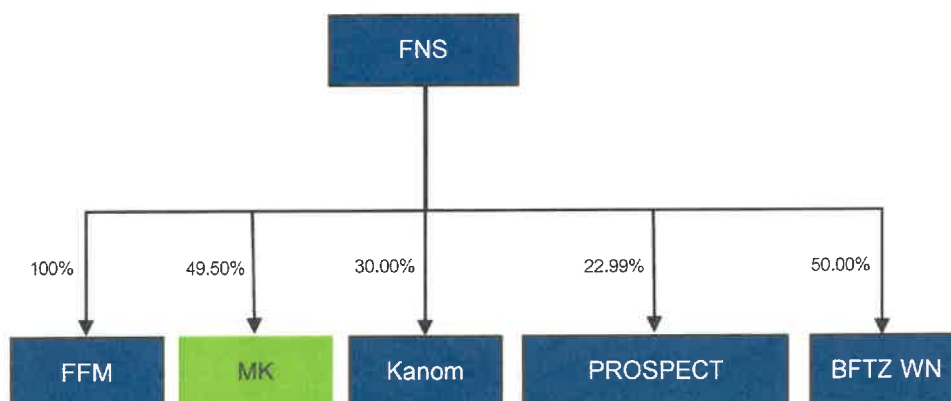 FNS
100%
49.50%
30.00%
22.99%
50.00%
FFM
MK
Kanom
PROSPECT
BFTZ WN